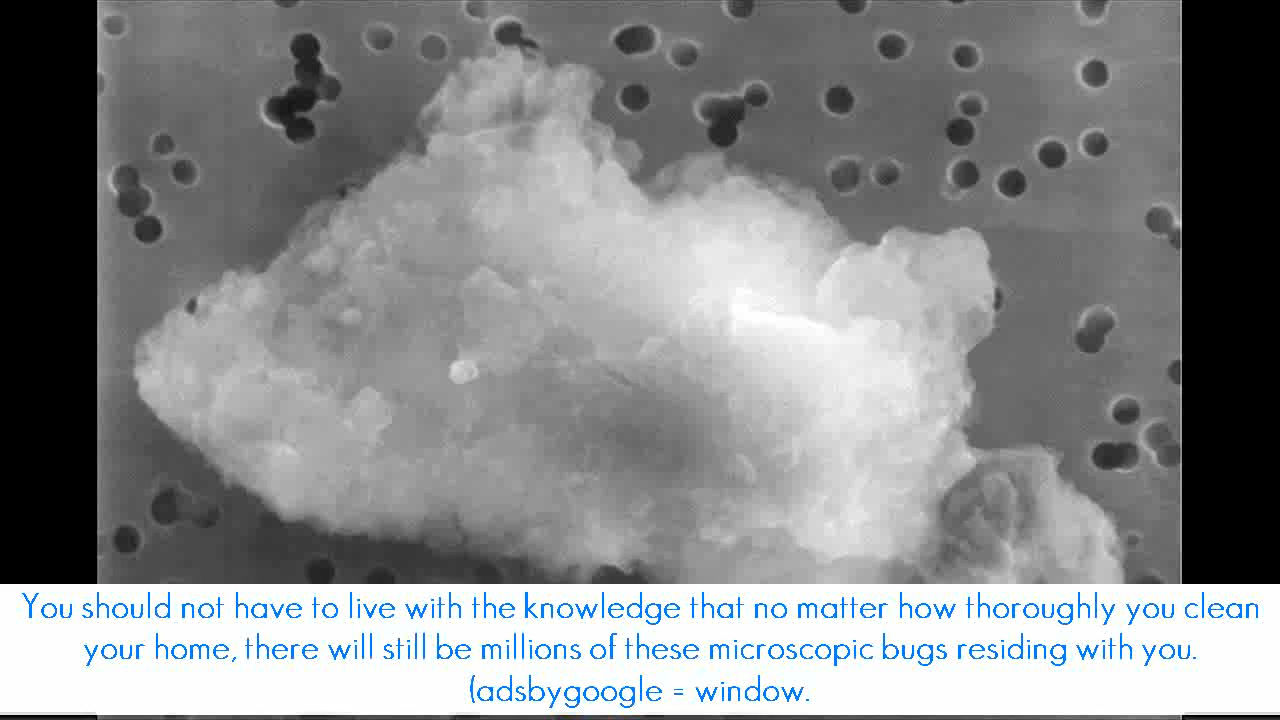 You should not have to live with the knowledge that no matter how thoroughly you clean
your home, there will still be millions of these microscopic bugs residing with you.
(adsbygoogle = window.